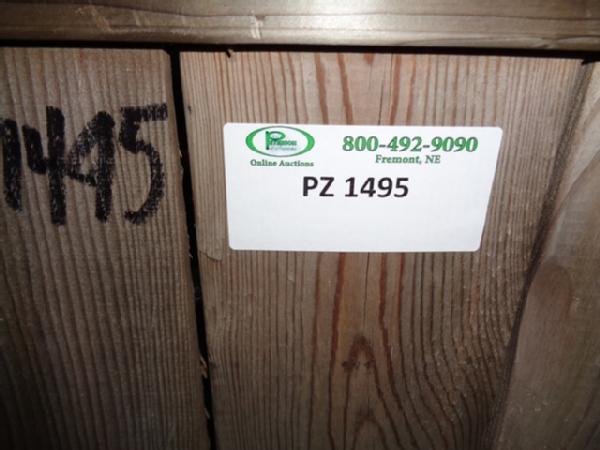 1495
Online Auctions
800-492-9090
Fremont, NE
PZ 1495